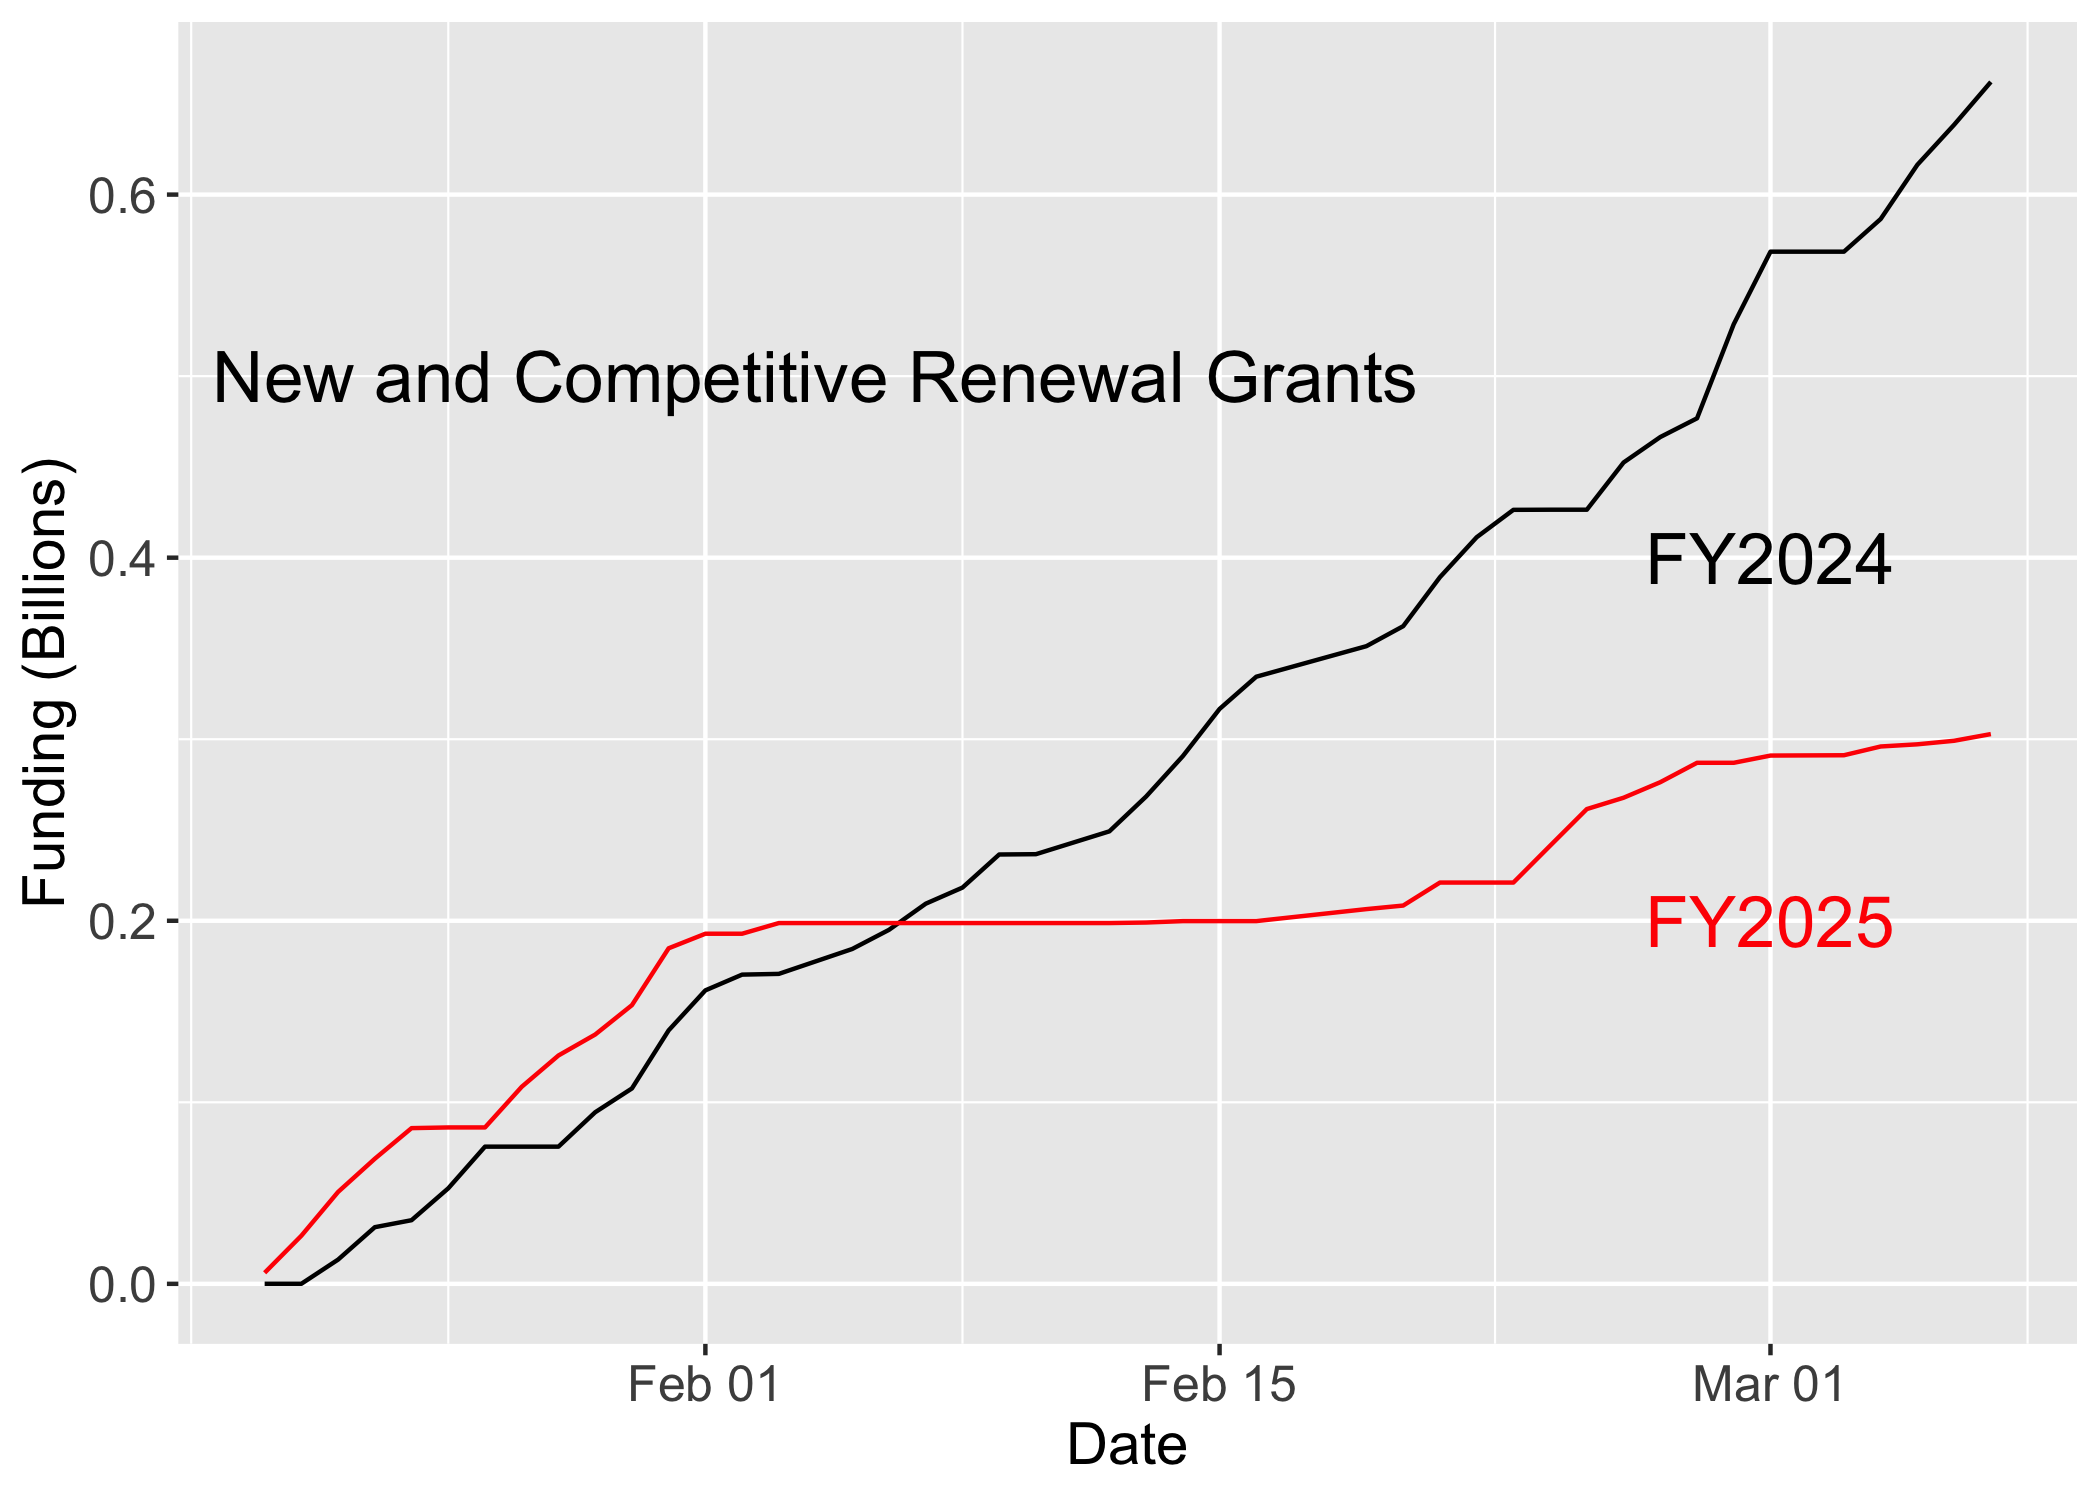 0.6
New and Competitive Renewal Grants
0.4
FY2024
FY2025
0.2
0.0
Funding (Billions)
Feb 01
Feb 15
Mar 01
Date